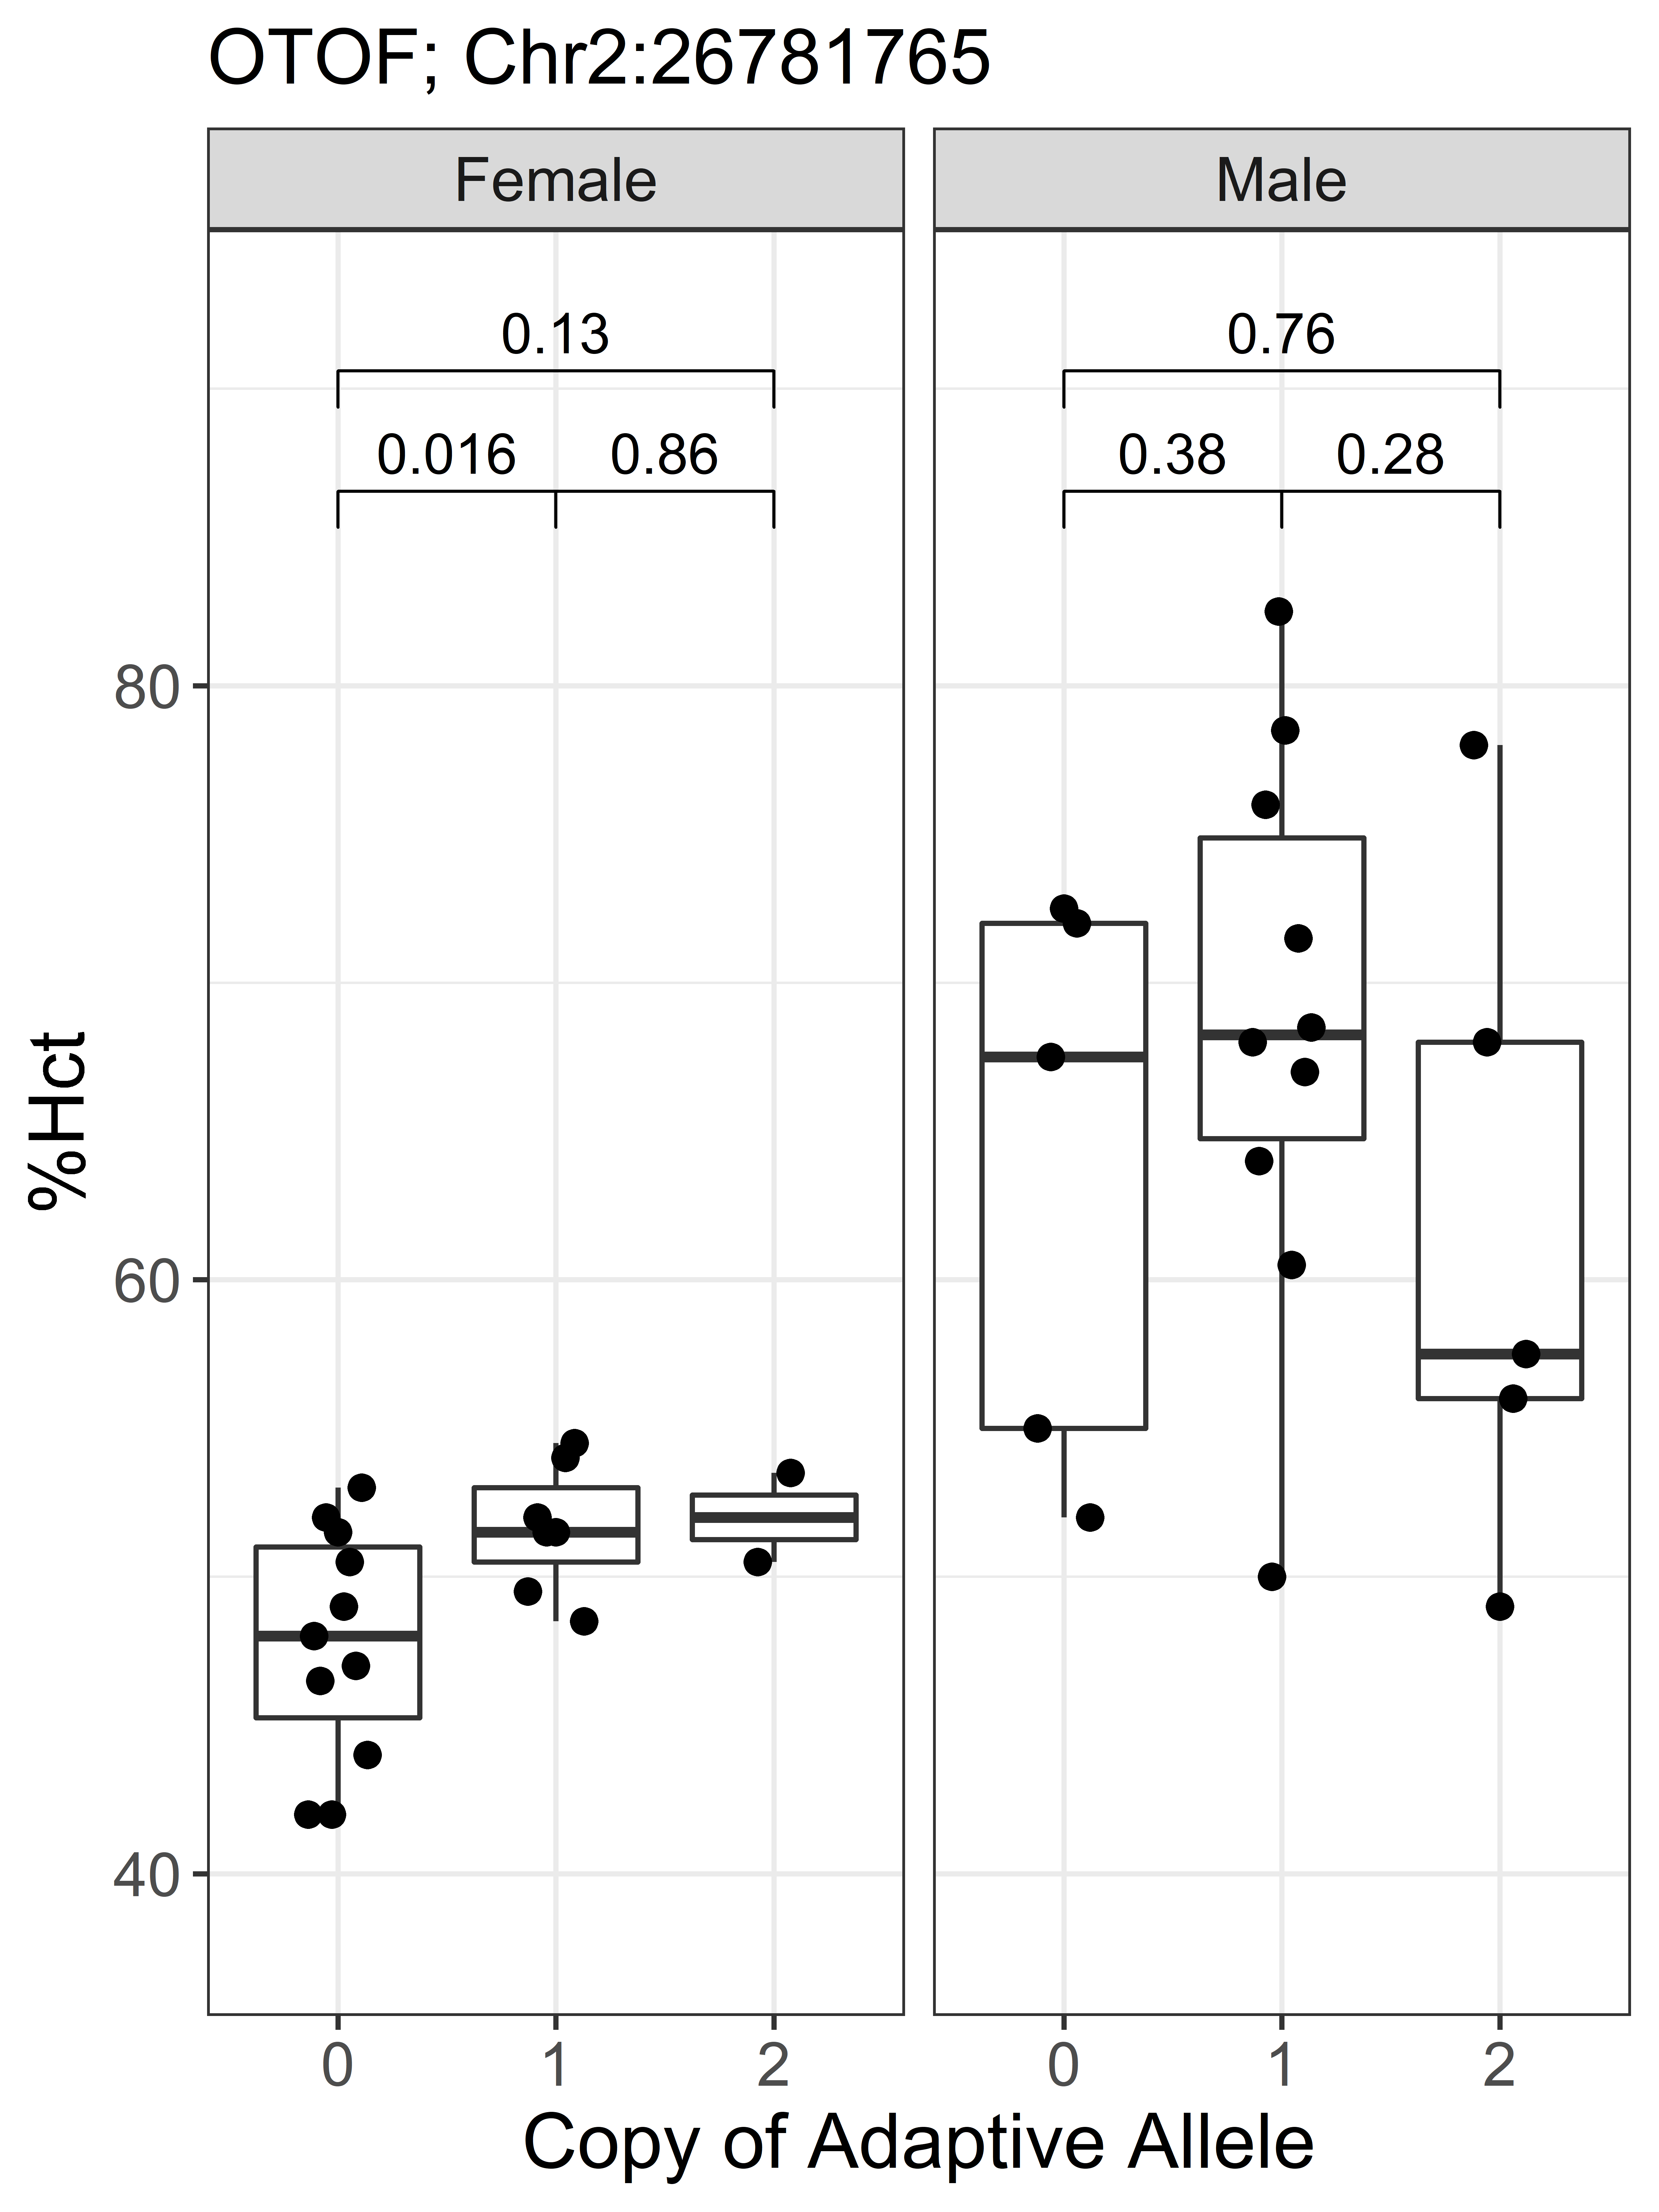 OTOF; Chr2:26781765
Female Male
0.13 0.76
0.016 0.86 0.38 0.28
80
60
40
%Hct
0 1 2 0 1 2
Copy of Adaptive Allele